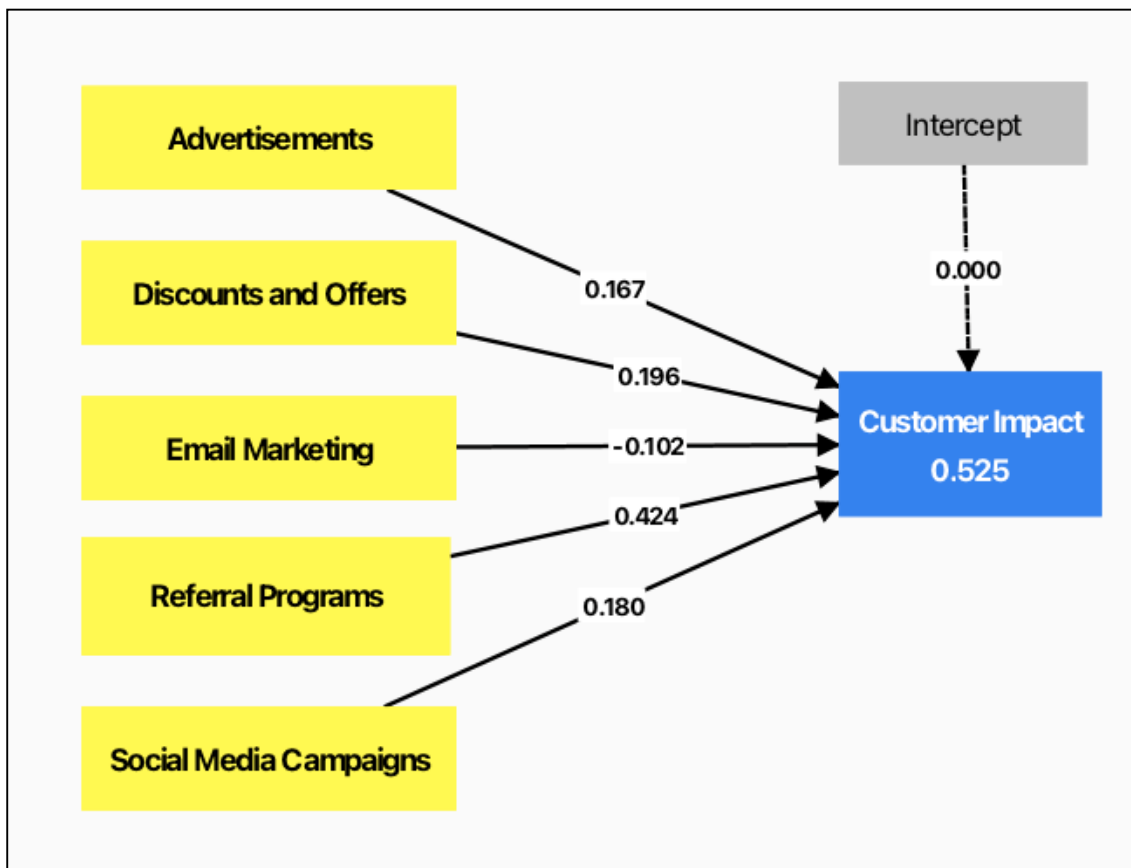 Advertisements
Intercept
Discounts and Offers
0.167
0.000
0.196
Customer Impact
0.525
Email Marketing
-0.102
0.424
Referral Programs
0.180
Social Media Campaigns